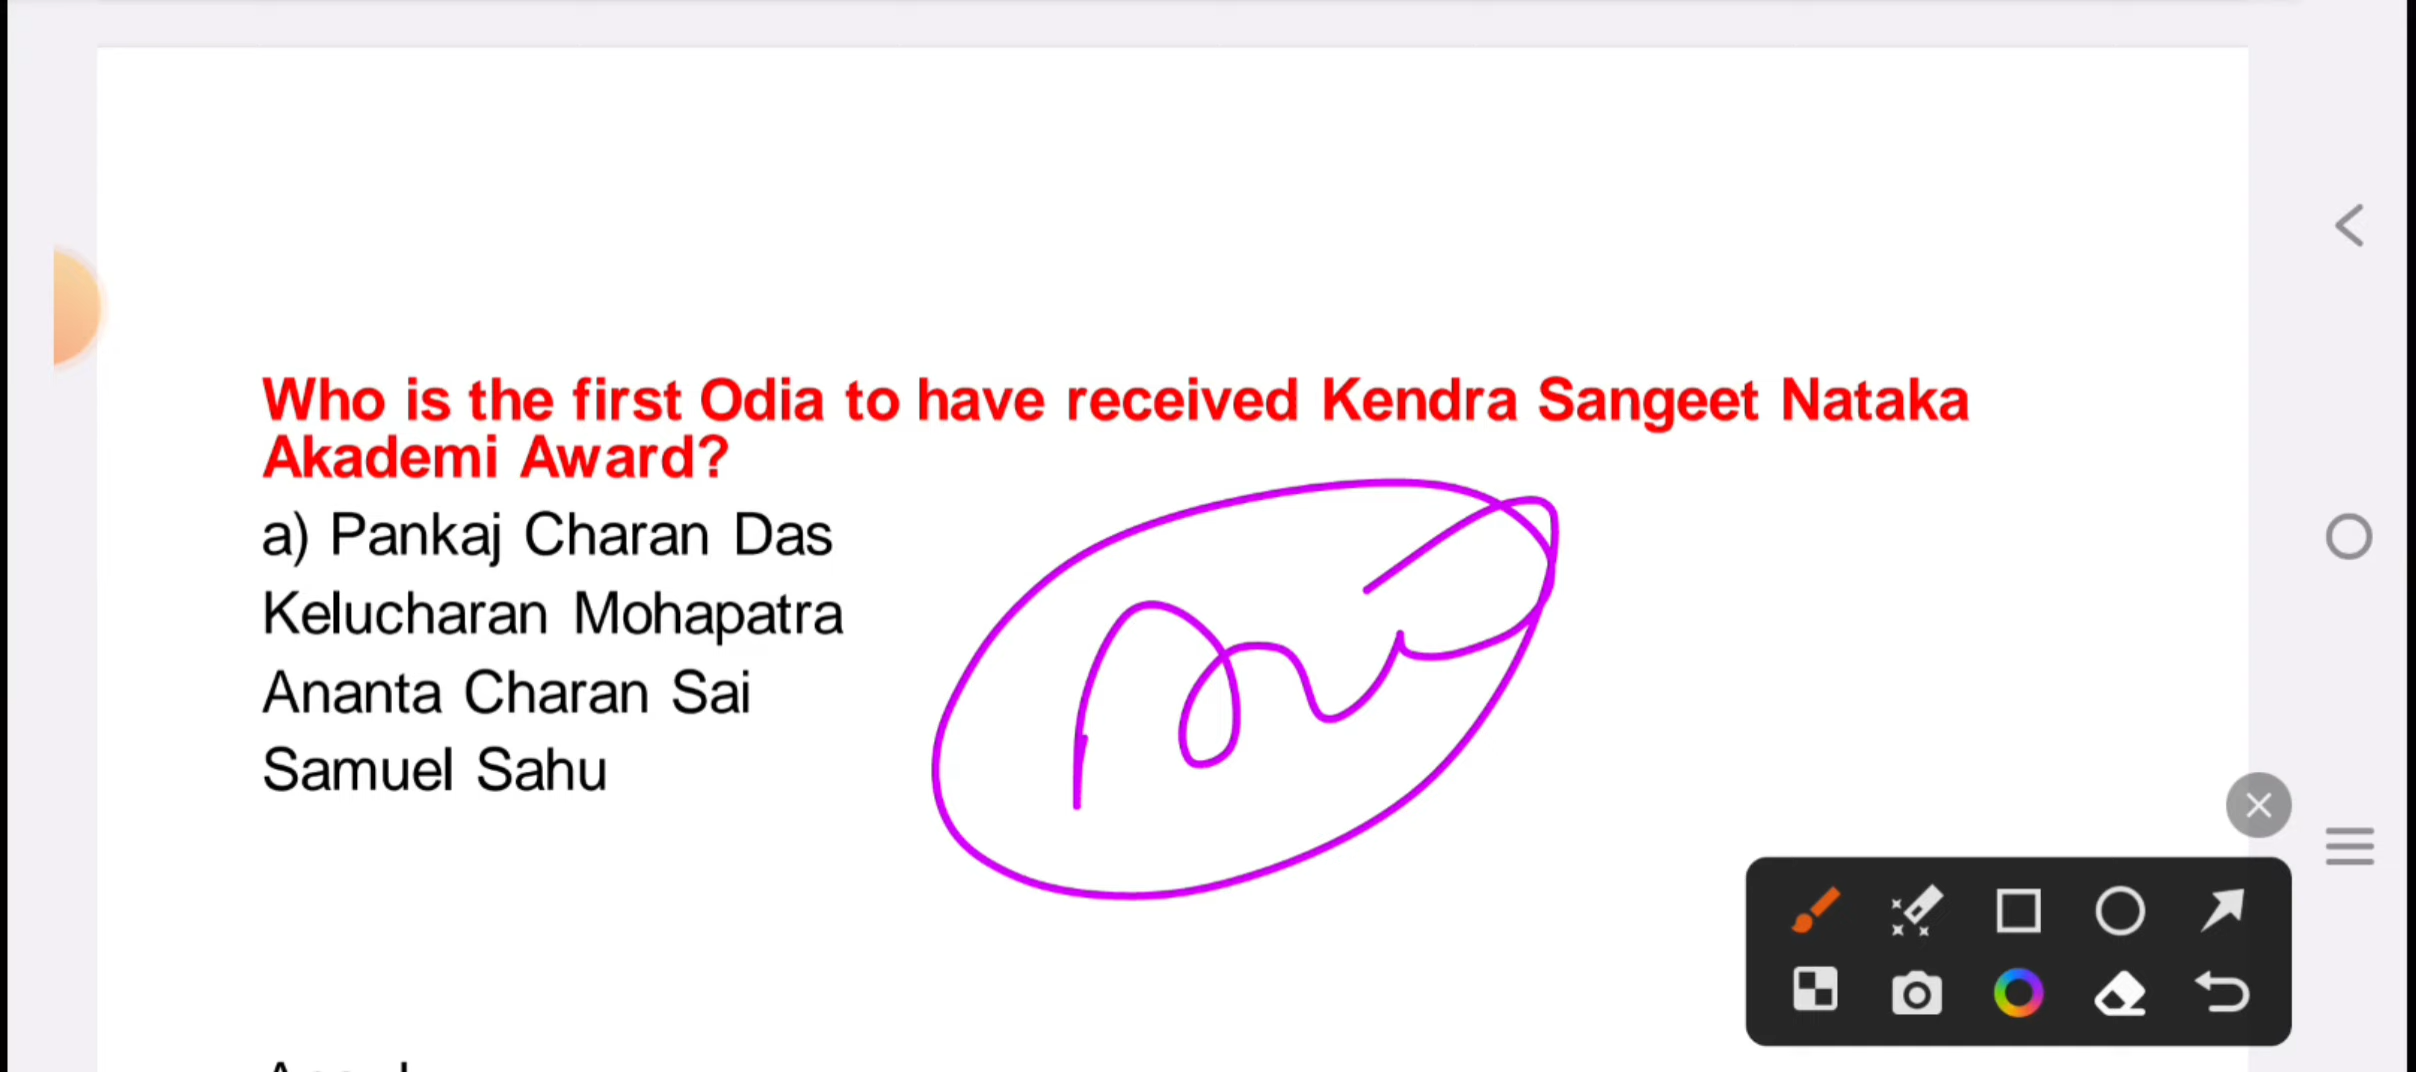 Who is the first Odia to have received Kendra Sangeet Nataka
Akademi Award?
a) Pankaj Charan Das
Kelucharan Mohapatra
Ananta Charan Sai
Samuel Sahu